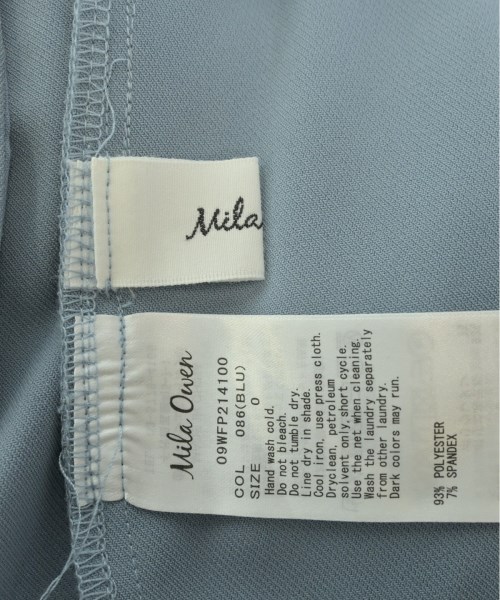 Mila
Mila Owen
09WFP214100
COL 086(BLU)
SIZE 0
Hand wash cold.
Do not bleach.
Do not tumble dry.
Line dry in shade.
Cool iron, use press cloth.
Dryclean, petroleum
solvent only,short cycle.
Use the net when cleaning.
Wash the laundry separately
from other laundry.
Dark colors may run.
93% POLYESTER
7% SPANDEX